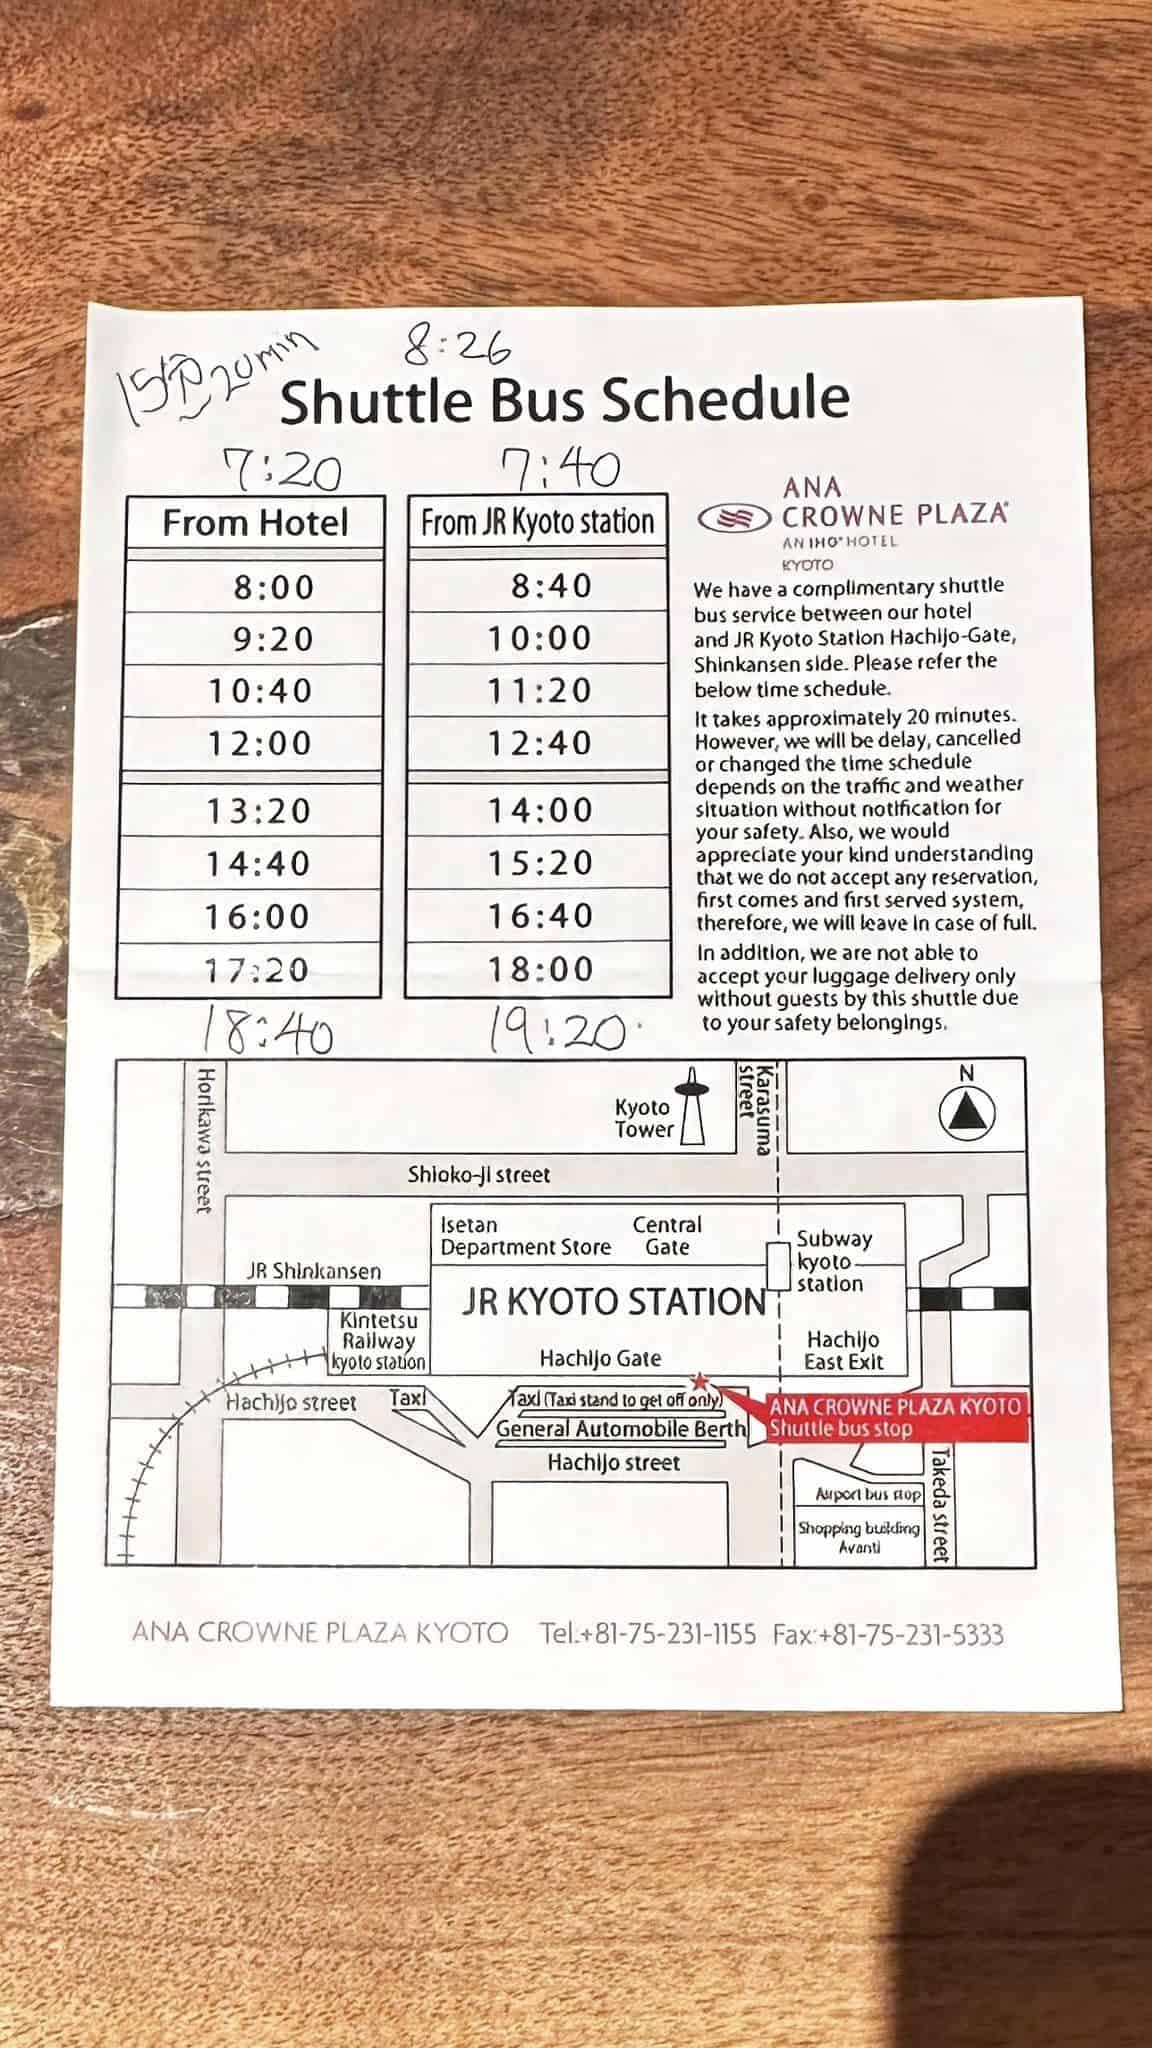 15分 20min
8:26
Shuttle Bus Schedule
7:20 7:40
From Hotel From JR Kyoto station
8:00 8:40
9:20 10:00
10:40 11:20
12:00 12:40
13:20 14:00
14:40 15:20
16:00 16:40
17:20 18:00
18:40 19:20
ANA
CROWNE PLAZA®
AN IHG® HOTEL
KYOTO
We have a complimentary shuttle
bus service between our hotel
and JR Kyoto Station Hachijo-Gate,
Shinkansen side. Please refer the
below time schedule.
It takes approximately 20 minutes.
However, we will be delay, cancelled
or changed the time schedule
depends on the traffic and weather
situation without notification for
your safety. Also, we would
appreciate your kind understanding
that we do not accept any reservation,
first comes and first served system,
therefore, we will leave in case of full.
In addition, we are not able to
accept your luggage delivery only
without guests by this shuttle due
to your safety belongings.
Horikawa street
Kyoto
Tower
Karasuma
street
N
Shioko-ji street
Isetan
Department Store
Central
Gate
Subway
kyoto
station
JR Shinkansen
JR KYOTO STATION
Kintetsu
Railway
kyoto station
Hachijo Gate
Hachijo
East Exit
Hachijo street
Taxi
Taxi (Taxi stand to get off only)
General Automobile Berth
Hachijo street
ANA CROWNE PLAZA KYOTO
Shuttle bus stop
Airport bus stop
Shopping building
Avanti
Takeda street
ANA CROWNE PLAZA KYOTO Tel:+81-75-231-1155 Fax:+81-75-231-5333